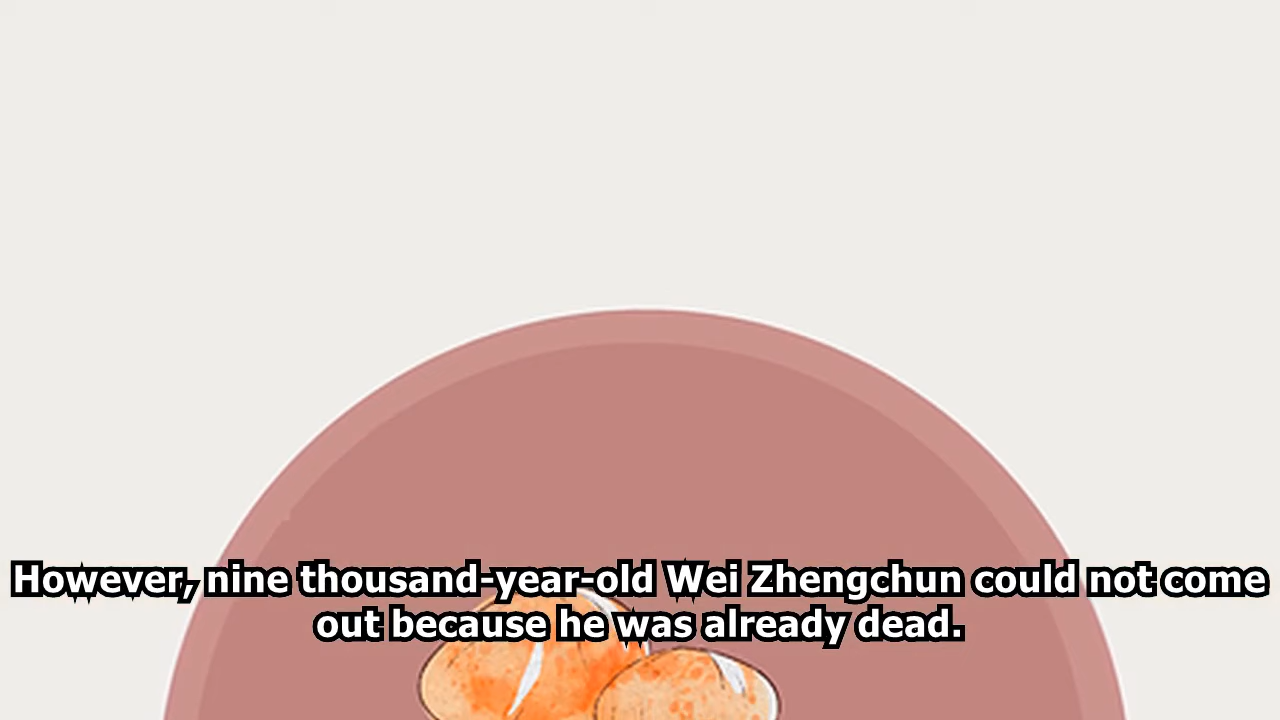 However, nine thousand-year-old Wei Zhengchun could not come
out because he was already dead.